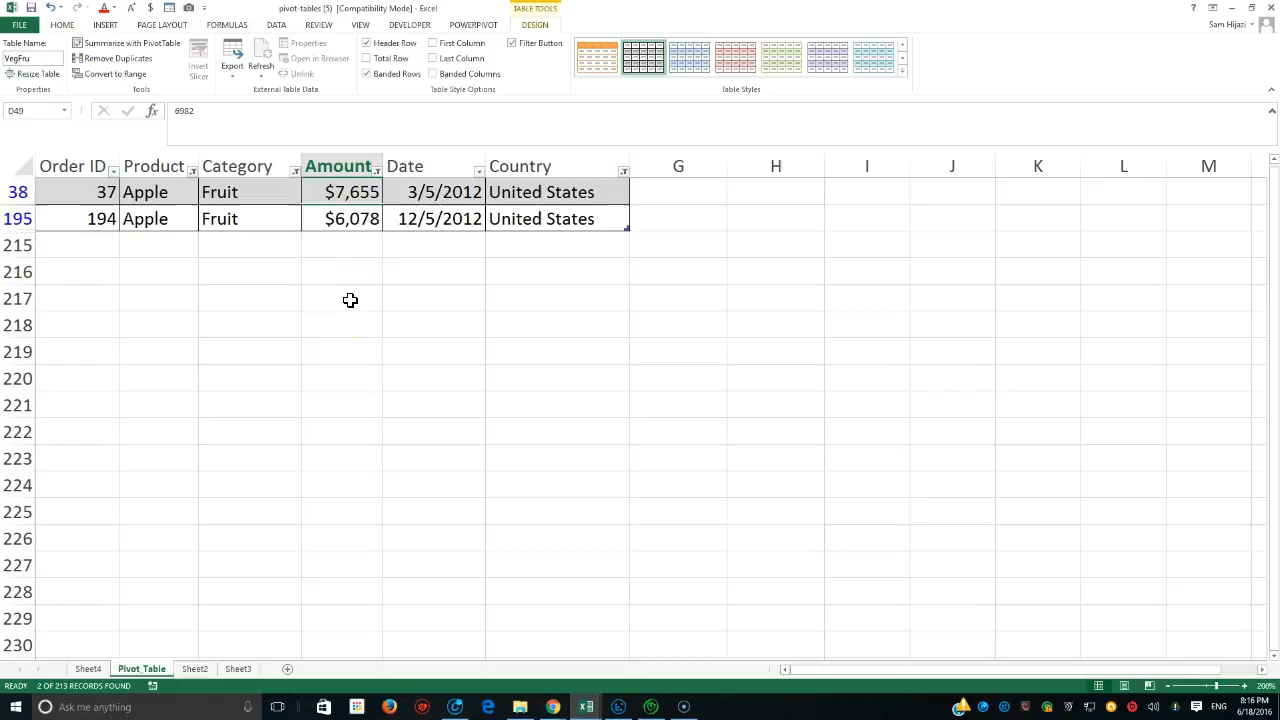 pivot-tables (5) [Compatibility Mode] - Excel
TABLE TOOLS
FILE HOME INSERT PAGE LAYOUT FORMULAS DATA REVIEW VIEW DEVELOPER POWERPIVOT DESIGN Sam Hijazi
Table Name:
VegFru
Resize Table
Properties
Summarize with PivotTable
Remove Duplicates
Convert to Range
Tools
Insert
Slicer
Export
Refresh
Properties
Open in Browser
Unlink
External Table Data
Header Row
Total Row
Banded Rows
First Column
Last Column
Banded Columns
Filter Button
Table Style Options
Table Styles
D49 fx 6982
Order ID Product Category Amount Date Country G H I J K L M
38 37 Apple Fruit $7,655 3/5/2012 United States
195 194 Apple Fruit $6,078 12/5/2012 United States
215
216
217
218
219
220
221
222
223
224
225
226
227
228
229
230
Sheet4 Pivot_Table Sheet2 Sheet3
READY 2 OF 213 RECORDS FOUND 200%
Ask me anything ENG 8:16 PM
6/18/2016